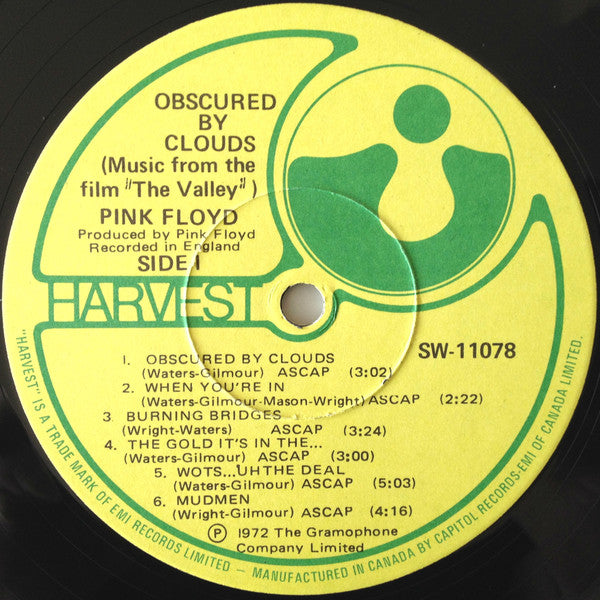 OBSCURED
BY
CLOUDS
(Music from the
film "The Valley")
PINK FLOYD
Produced by Pink Floyd
Recorded in England
SIDE 1
HARVEST
SW-11078
1. OBSCURED BY CLOUDS
(Waters-Gilmour) ASCAP (3:02)
2. WHEN YOU'RE IN
(Waters-Gilmour-Mason-Wright) ASCAP (2:22)
3. BURNING BRIDGES
(Wright-Waters) ASCAP (3:24)
4. THE GOLD IT'S IN THE...
(Waters-Gilmour) ASCAP (3:00)
5. WOTS...UHTHE DEAL
(Waters-Gilmour) ASCAP (5:03)
6. MUDMEN
(Wright-Gilmour) ASCAP (4:16)
℗ 1972 The Gramophone
Company Limited
"HARVEST" IS A TRADE MARK OF EMI RECORDS LIMITED – MANUFACTURED IN CANADA BY CAPITOL RECORDS-EMI OF CANADA LIMITED.